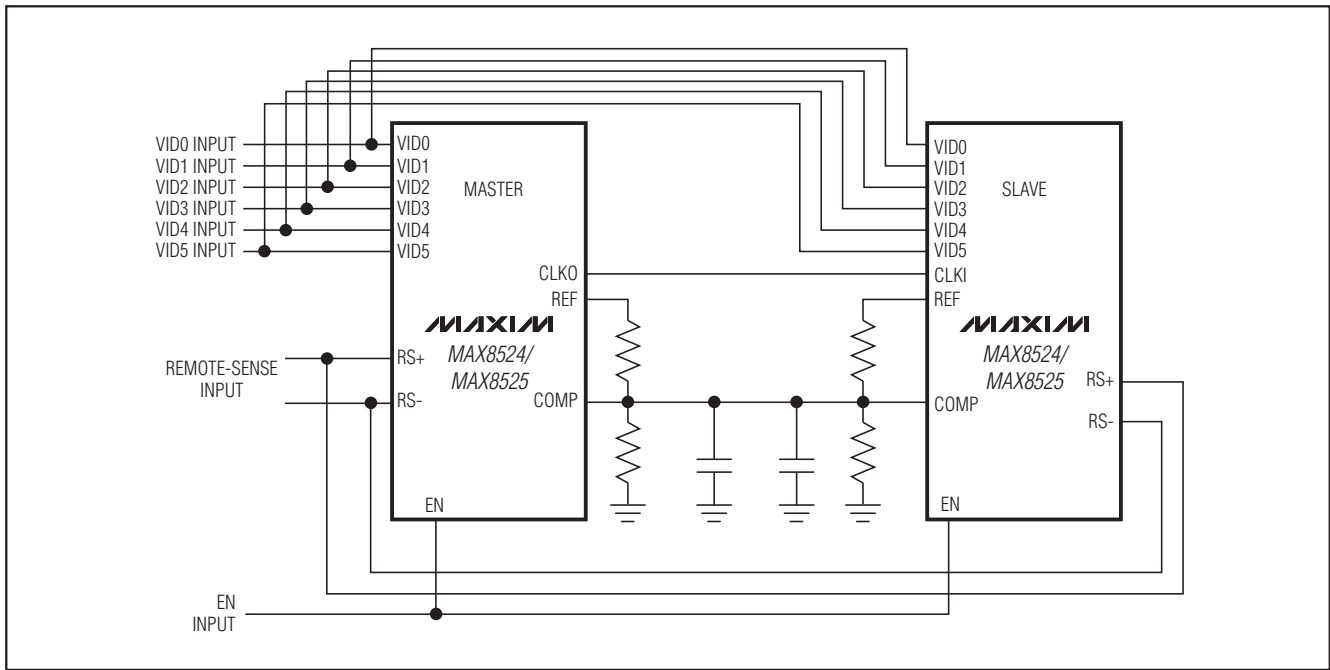 VID0 INPUT
VID1 INPUT
VID2 INPUT
VID3 INPUT
VID4 INPUT
VID5 INPUT
REMOTE-SENSE
INPUT
EN
INPUT
VID0
VID1
VID2
VID3
VID4
VID5
MASTER
CLKO
REF
MAXIM
MAX8524/
MAX8525
RS+
RS-
COMP
EN
VID0
VID1
VID2
VID3
VID4
VID5
SLAVE
CLKI
REF
MAXIM
MAX8524/
MAX8525
RS+
COMP
RS-
EN